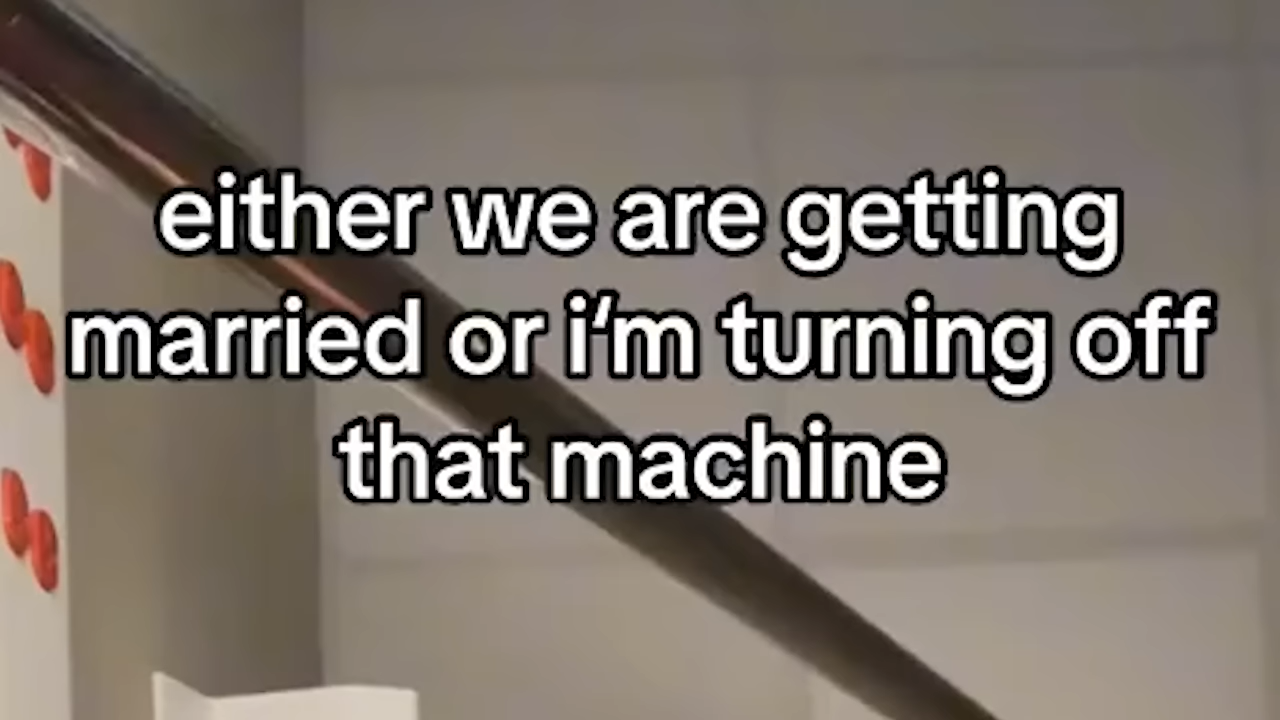 either we are getting
married or i'm turning off
that machine